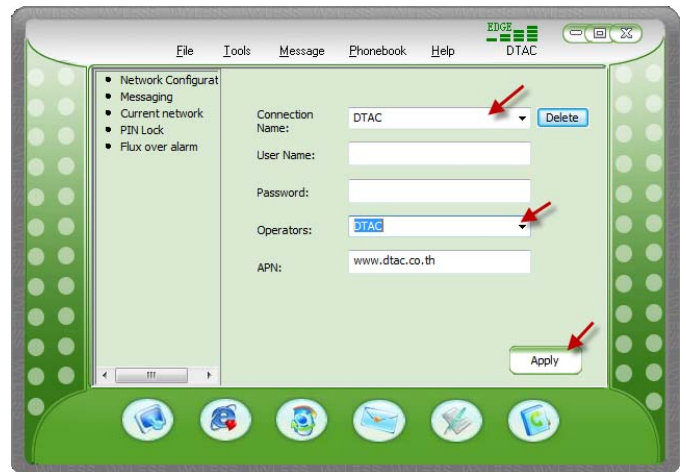 EDGE
File Tools Message Phonebook Help DTAC
Network Configurat
Messaging
Current network
PIN Lock
Flux over alarm
Connection
Name:
DTAC
Delete
User Name:
Password:
Operators:
DTAC
APN:
www.dtac.co.th
Apply